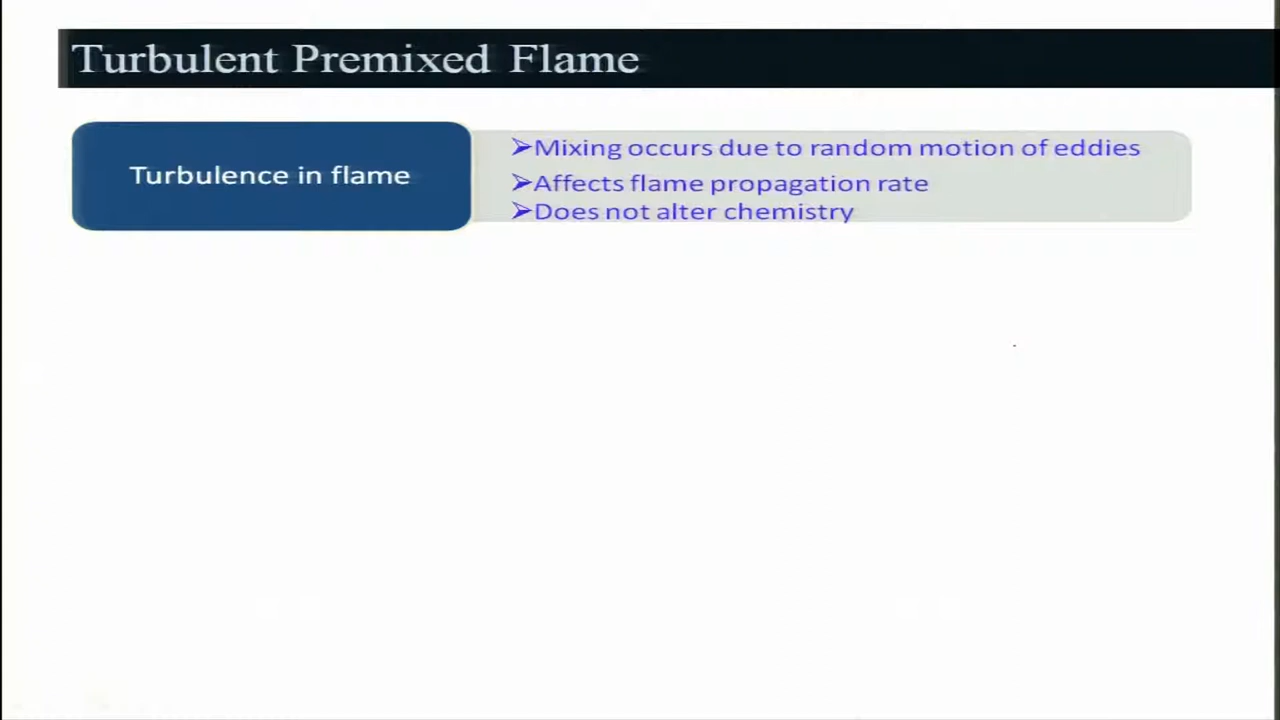 Turbulent Premixed Flame
Turbulence in flame
➢Mixing occurs due to random motion of eddies
➢Affects flame propagation rate
➢Does not alter chemistry